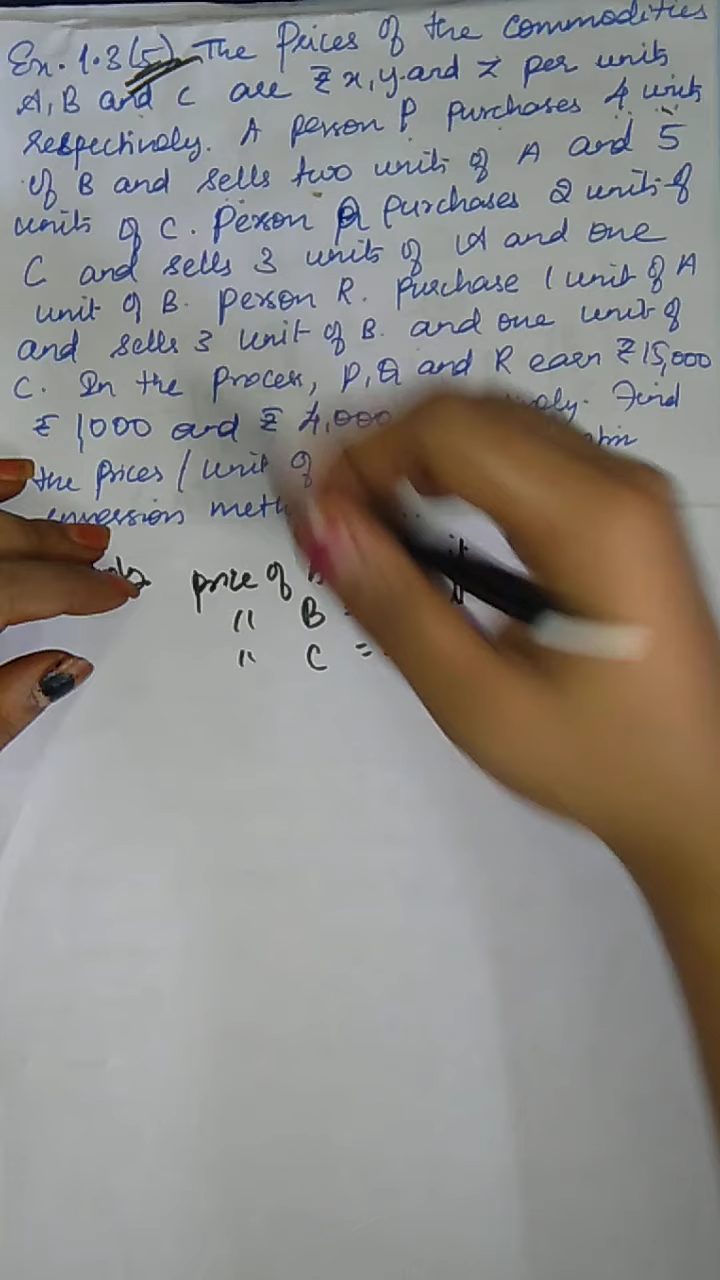 Ex. 1.3(5) The Prices of the commodities
A, B and C are ₹ x, y and z per units
respectively. A person P purchases 4 units
of B and sells two units of A and 5
units of C. Person Q purchases 2 units of
C and sells 3 units of A and one
unit of B. Person R. purchase 1 unit of A
and sells 3 unit of B. and one unit of
C. In the process, P, Q and R earn ₹ 15,000
₹ 1000 and ₹ 4,000 Find
the prices / unit of
meth
price of
" B
" C =